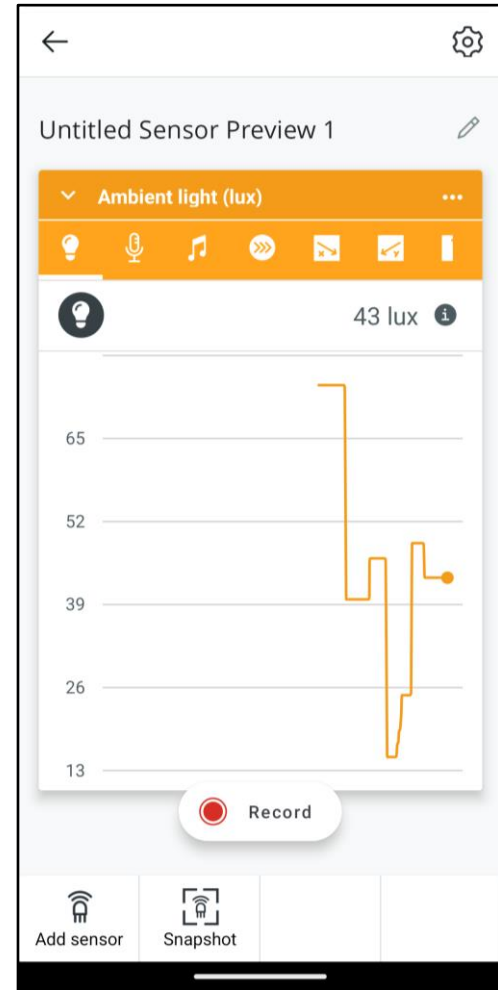 Untitled Sensor Preview 1
Ambient light (lux)
43 lux
65
52
39
26
13
Record
Add sensor
Snapshot